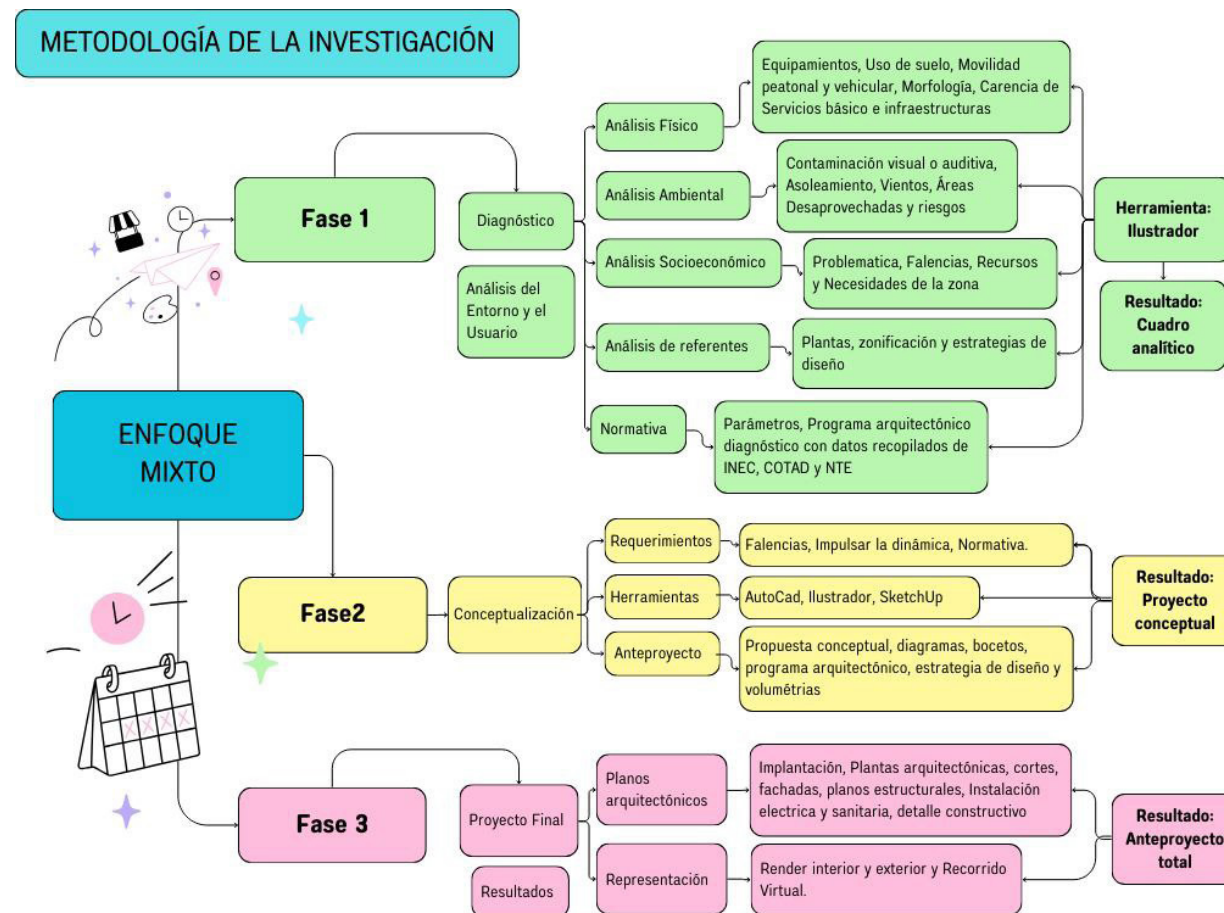 METODOLOGÍA DE LA INVESTIGACIÓN
ENFOQUE
MIXTO
Fase 1
Diagnóstico
Análisis del
Entorno y el
Usuario
Análisis Físico
Equipamientos, Uso de suelo, Movilidad
peatonal y vehicular, Morfología, Carencia de
Servicios básico e infraestructuras
Análisis Ambiental
Contaminación visual o auditiva,
Asoleamiento, Vientos, Áreas
Desaprovechadas y riesgos
Análisis Socioeconómico
Problematica, Falencias, Recursos
y Necesidades de la zona
Análisis de referentes
Plantas, zonificación y estrategias de
diseño
Normativa
Parámetros, Programa arquitectónico
diagnóstico con datos recopilados de
INEC, COTAD y NTE
Herramienta:
Ilustrador
Resultado:
Cuadro
analítico
Fase2
Conceptualización
Requerimientos
Falencias, Impulsar la dinámica, Normativa.
Herramientas
AutoCad, Ilustrador, SketchUp
Anteproyecto
Propuesta conceptual, diagramas, bocetos,
programa arquitectónico, estrategia de diseño y
volumétrias
Resultado:
Proyecto
conceptual
Fase 3
Proyecto Final
Resultados
Planos
arquitectónicos
Implantación, Plantas arquitectónicas, cortes,
fachadas, planos estructurales, Instalación
electrica y sanitaria, detalle constructivo
Representación
Render interior y exterior y Recorrido
Virtual.
Resultado:
Anteproyecto
total